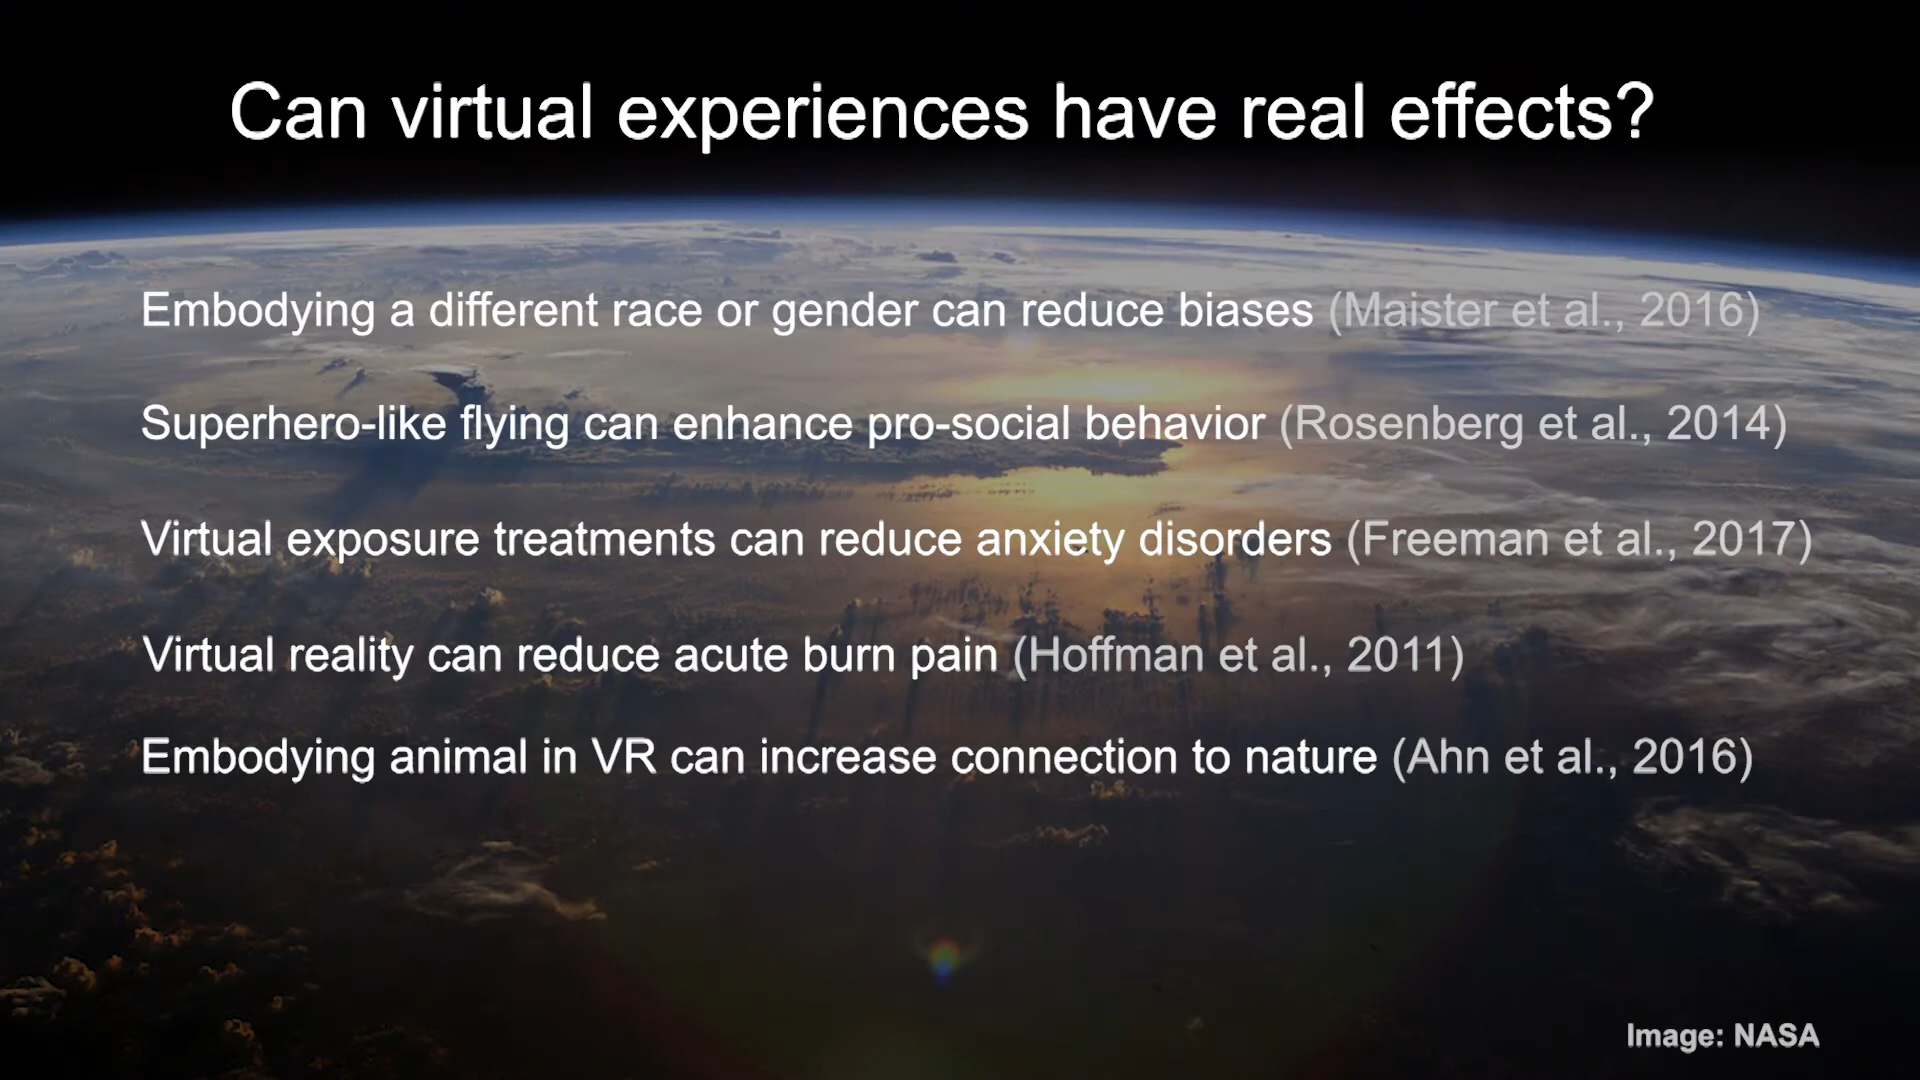 Can virtual experiences have real effects?
Embodying a different race or gender can reduce biases (Maister et al., 2016)
Superhero-like flying can enhance pro-social behavior (Rosenberg et al., 2014)
Virtual exposure treatments can reduce anxiety disorders (Freeman et al., 2017)
Virtual reality can reduce acute burn pain (Hoffman et al., 2011)
Embodying animal in VR can increase connection to nature (Ahn et al., 2016)
Image: NASA